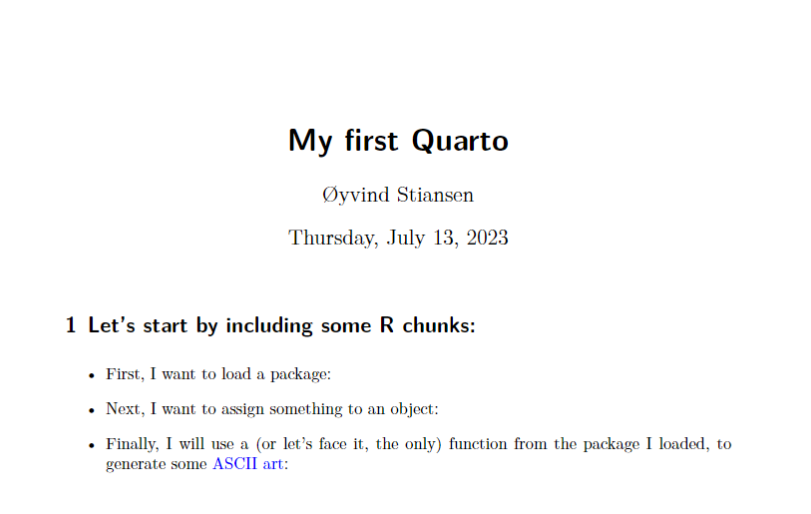 My first Quarto
Øyvind Stiansen
Thursday, July 13, 2023
1 Let's start by including some R chunks:
• First, I want to load a package:
• Next, I want to assign something to an object:
• Finally, I will use a (or let's face it, the only) function from the package I loaded, to
generate some ASCII art: